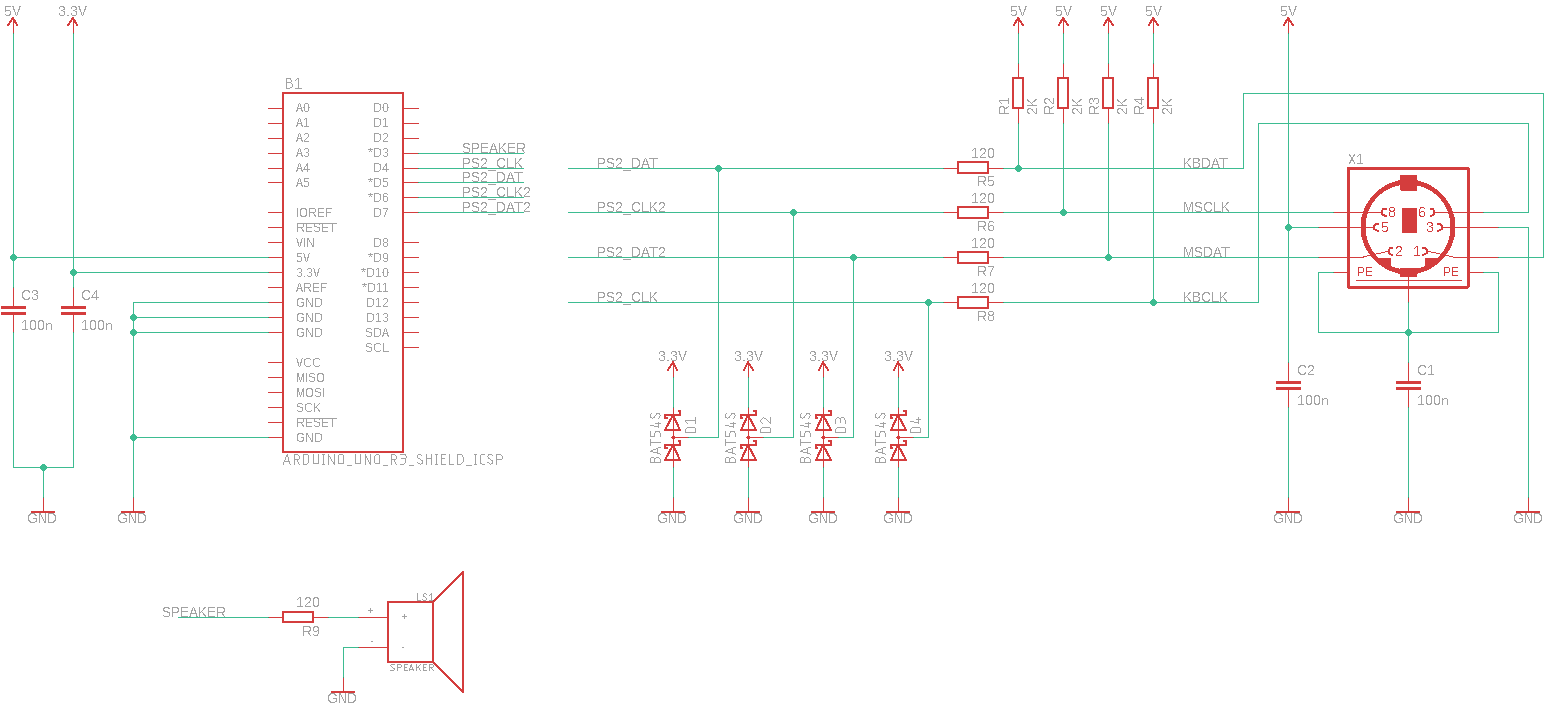 5V
3.3V
5V
5V
5V
5V
5V
B1
A0
A1
A2
A3
A4
A5
IOREF
RESET
VIN
5V
3.3V
AREF
GND
GND
GND
VCC
MISO
MOSI
SCK
RESET
GND
D0
D1
D2
*D3
D4
*D5
*D6
D7
D8
*D9
*D10
*D11
D12
D13
SDA
SCL
ARDUINO_UNO_R3_SHIELD_ICSP
SPEAKER
PS2_CLK
PS2_DAT
PS2_CLK2
PS2_DAT2
C3
100n
C4
100n
GND
GND
PS2_DAT
PS2_CLK2
PS2_DAT2
PS2_CLK
R1
2K
R2
2K
R3
2K
R4
2K
120
R5
120
R6
120
R7
120
R8
KBDAT
MSCLK
MSDAT
KBCLK
X1
8
6
5
3
2
1
PE
PE
3.3V
3.3V
3.3V
3.3V
BAT54S
D1
BAT54S
D2
BAT54S
D3
BAT54S
D4
GND
GND
GND
GND
C2
100n
C1
100n
GND
GND
GND
SPEAKER
120
R9
LS1
+
+
-
-
SPEAKER
GND